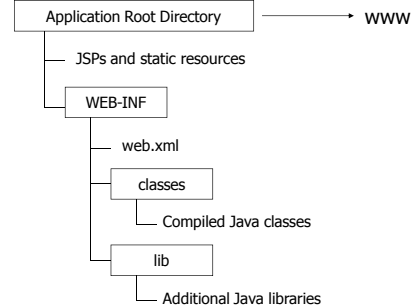 Application Root Directory
www
JSPs and static resources
WEB-INF
web.xml
classes
Compiled Java classes
lib
Additional Java libraries